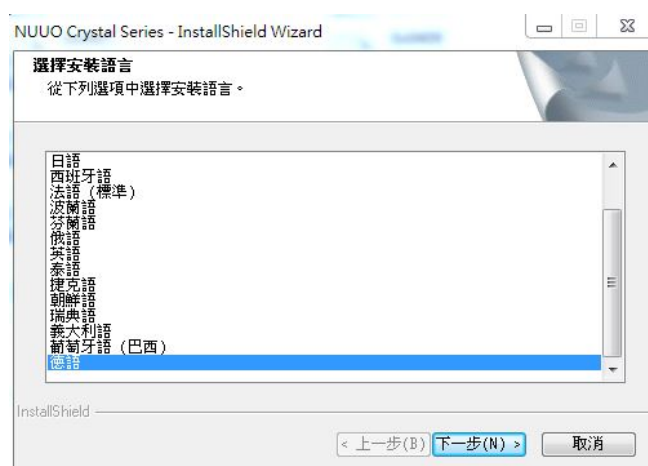 NUUO Crystal Series - InstallShield Wizard
選擇安裝語言
從下列選項中選擇安裝語言。
日語
西班牙語
法語 (標準)
波蘭語
芬蘭語
俄語
英語
泰語
捷克語
朝鮮語
瑞典語
義大利語
葡萄牙語 (巴西)
德語
InstallShield
< 上一步(B)
下一步(N) >
取消